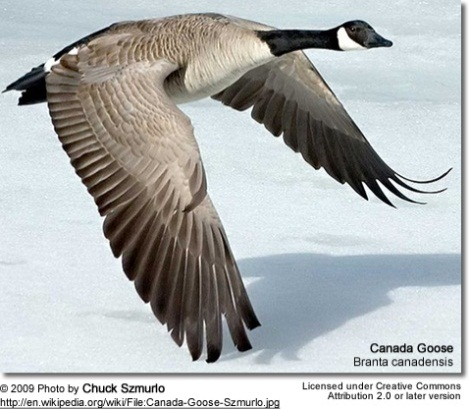 Canada Goose
Branta canadensis
© 2009 Photo by Chuck Szmurlo
http://en.wikipedia.org/wiki/File:Canada-Goose-Szmurlo.jpg
Licensed under Creative Commons
Attribution 2.0 or later version